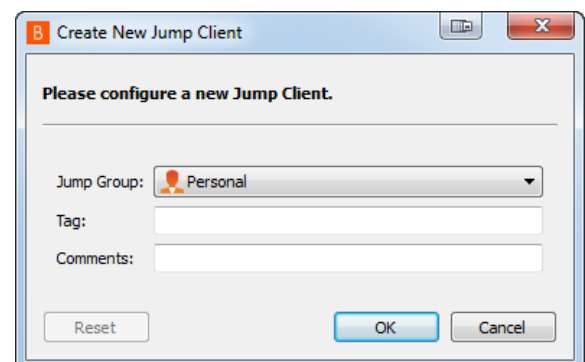 B Create New Jump Client
Please configure a new Jump Client.
Jump Group: Personal
Tag:
Comments:
Reset OK Cancel